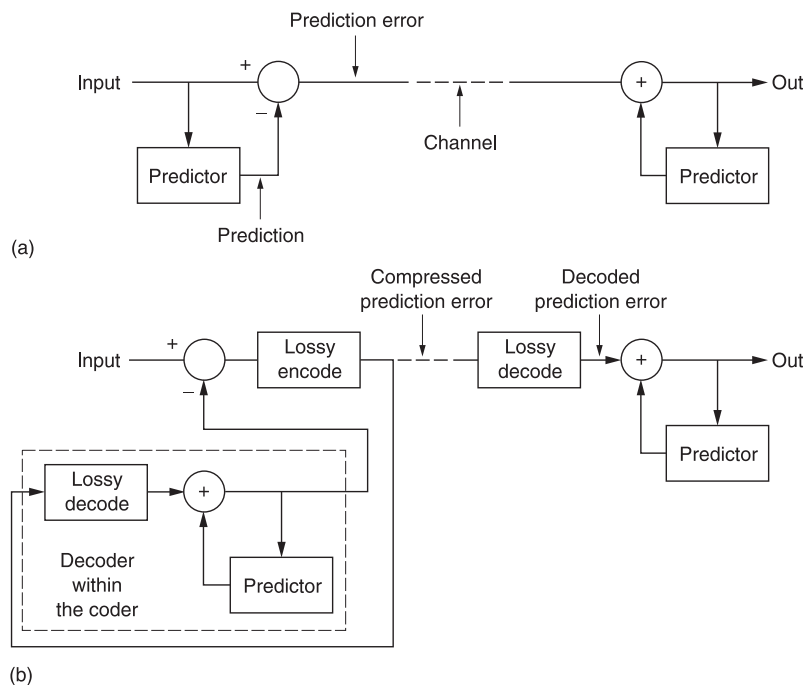 Prediction error
Input
+
−
+
Out
Channel
Predictor
Predictor
Prediction
(a)
Compressed
prediction error
Decoded
prediction error
Input
+
−
Lossy
encode
Lossy
decode
+
Out
Predictor
Lossy
decode
+
Decoder
within
the coder
Predictor
(b)